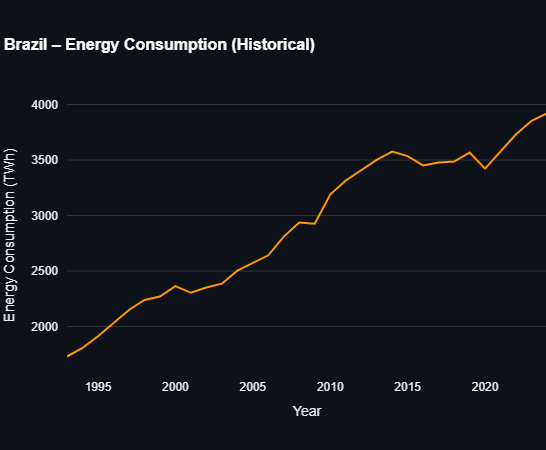 Brazil – Energy Consumption (Historical)
Energy Consumption (TWh)
4000
3500
3000
2500
2000
1995 2000 2005 2010 2015 2020
Year